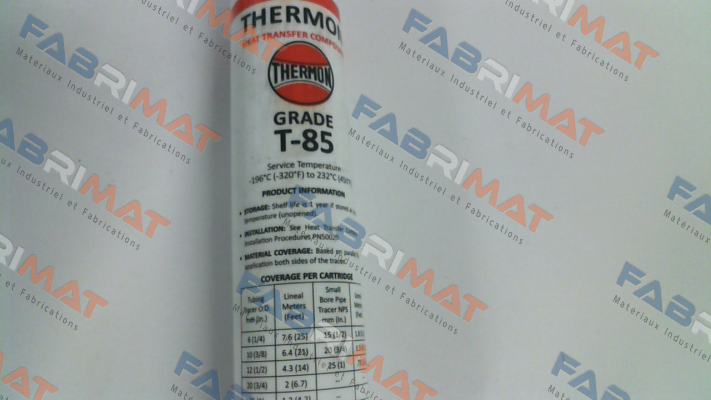 THERMON
HEAT TRANSFER COMPOUND
THERMON
GRADE
T-85
Service Temperature
-196°C (-320°F) to 232°C
PRODUCT INFORMATION
• STORAGE: Shelf life is 1 year if stored
temperature (unopened).
• INSTALLATION: See Heat Transfer
Installation Procedures
• MATERIAL COVERAGE: Based on
application both sides of the tracer.
COVERAGE PER CARTRIDGE
Tubing Tracer O.D mm (in.) Lineal Meters (Feet) Small Bore Pipe Tracer NPS mm (in.)
6 (1/4) 7.6 (25) 15 (1/2)
10 (3/8) 6.4 (21) 20 (3/4)
12 (1/2) 4.3 (14) 25 (1)
20 (3/4) 2 (6.7) --
FABRIMAT
Materiaux Industriel et Fabrications